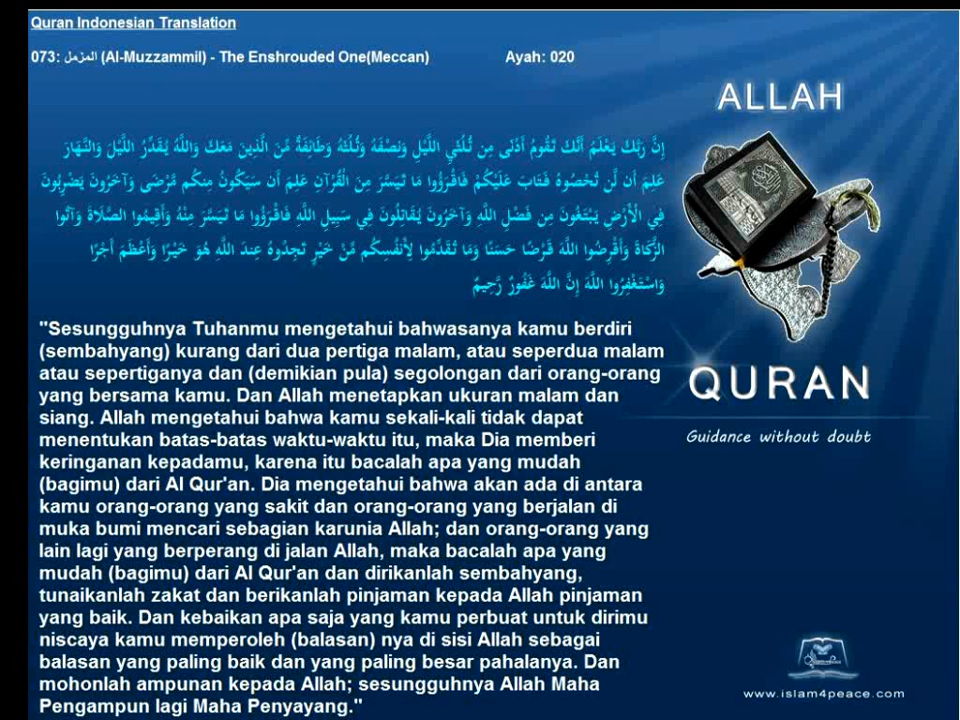 Quran Indonesian Translation
073: المزمل (Al-Muzzammil) - The Enshrouded One(Meccan) Ayah: 020
ALLAH
إِنَّ رَبَّكَ يَعْلَمُ أَنَّكَ تَقُومُ أَدْنَى مِن ثُلُثَيِ اللَّيْلِ وَنِصْفَهُ وَثُلُثَهُ وَطَائِفَةٌ مِّنَ الَّذِينَ مَعَكَ وَاللَّهُ يُقَدِّرُ اللَّيْلَ وَالنَّهَارَ
عَلِمَ أَن لَّن تُحْصُوهُ فَتَابَ عَلَيْكُمْ فَاقْرَؤُوا مَا تَيَسَّرَ مِنَ الْقُرْآنِ عَلِمَ أَن سَيَكُونُ مِنكُم مَّرْضَى وَآخَرُونَ يَضْرِبُونَ
فِي الْأَرْضِ يَبْتَغُونَ مِن فَضْلِ اللَّهِ وَآخَرُونَ يُقَاتِلُونَ فِي سَبِيلِ اللَّهِ فَاقْرَؤُوا مَا تَيَسَّرَ مِنْهُ وَأَقِيمُوا الصَّلَاةَ وَآتُوا
الزَّكَاةَ وَأَقْرِضُوا اللَّهَ قَرْضًا حَسَنًا وَمَا تُقَدِّمُوا لِأَنفُسِكُم مِّنْ خَيْرٍ تَجِدُوهُ عِندَ اللَّهِ هُوَ خَيْرًا وَأَعْظَمَ أَجْرًا
وَاسْتَغْفِرُوا اللَّهَ إِنَّ اللَّهَ غَفُورٌ رَّحِيمٌ
"Sesungguhnya Tuhanmu mengetahui bahwasanya kamu berdiri
(sembahyang) kurang dari dua pertiga malam, atau seperdua malam
atau sepertiganya dan (demikian pula) segolongan dari orang-orang
yang bersama kamu. Dan Allah menetapkan ukuran malam dan
siang. Allah mengetahui bahwa kamu sekali-kali tidak dapat
menentukan batas-batas waktu-waktu itu, maka Dia memberi
keringanan kepadamu, karena itu bacalah apa yang mudah
(bagimu) dari Al Qur'an. Dia mengetahui bahwa akan ada di antara
kamu orang-orang yang sakit dan orang-orang yang berjalan di
muka bumi mencari sebagian karunia Allah; dan orang-orang yang
lain lagi yang berperang di jalan Allah, maka bacalah apa yang
mudah (bagimu) dari Al Qur'an dan dirikanlah sembahyang,
tunaikanlah zakat dan berikanlah pinjaman kepada Allah pinjaman
yang baik. Dan kebaikan apa saja yang kamu perbuat untuk dirimu
niscaya kamu memperoleh (balasan) nya di sisi Allah sebagai
balasan yang paling baik dan yang paling besar pahalanya. Dan
mohonlah ampunan kepada Allah; sesungguhnya Allah Maha
Pengampun lagi Maha Penyayang."
QURAN
Guidance without doubt
www.islam4peace.com